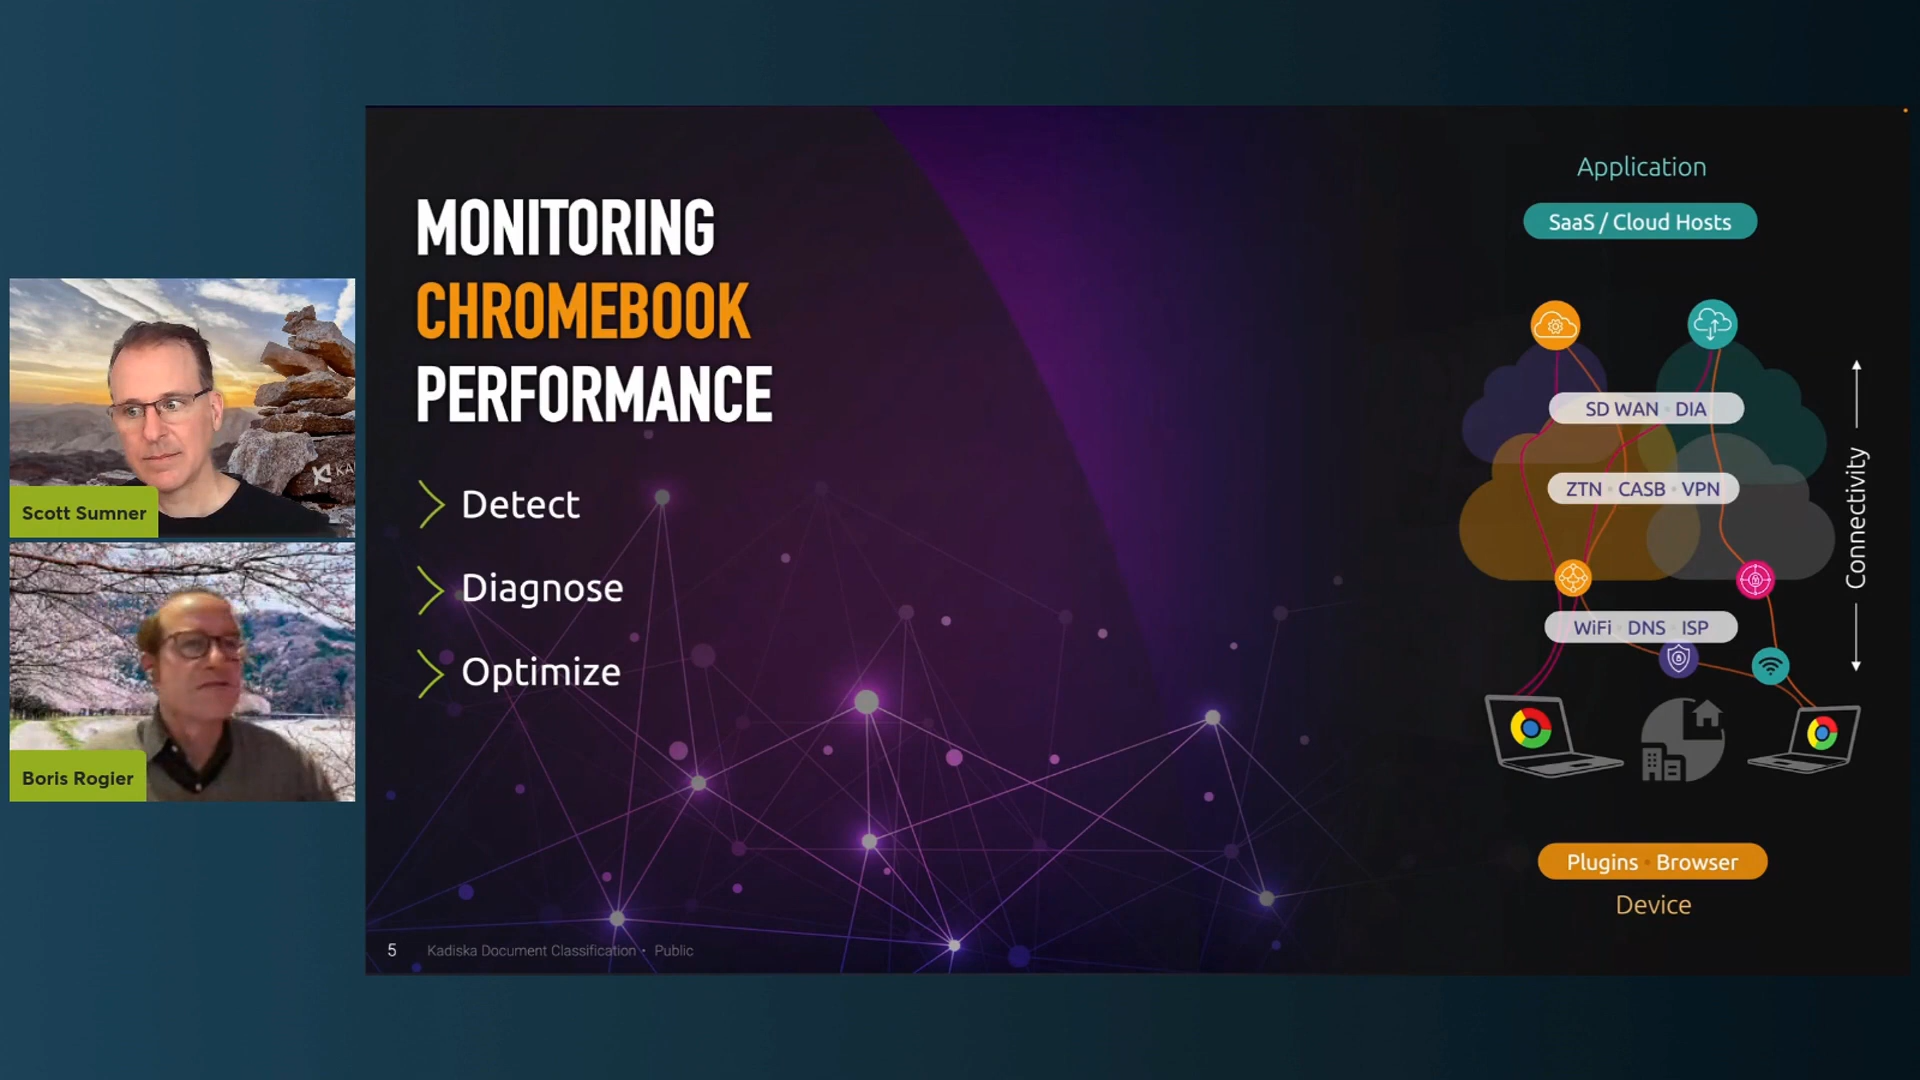 MONITORING
CHROMEBOOK
PERFORMANCE
Detect
Diagnose
Optimize
5 Kadiska Document Classification · Public
Application
SaaS / Cloud Hosts
SD WAN · DIA
ZTN · CASB · VPN
WiFi · DNS · ISP
Connectivity
Plugins · Browser
Device
Scott Sumner
Boris Rogier